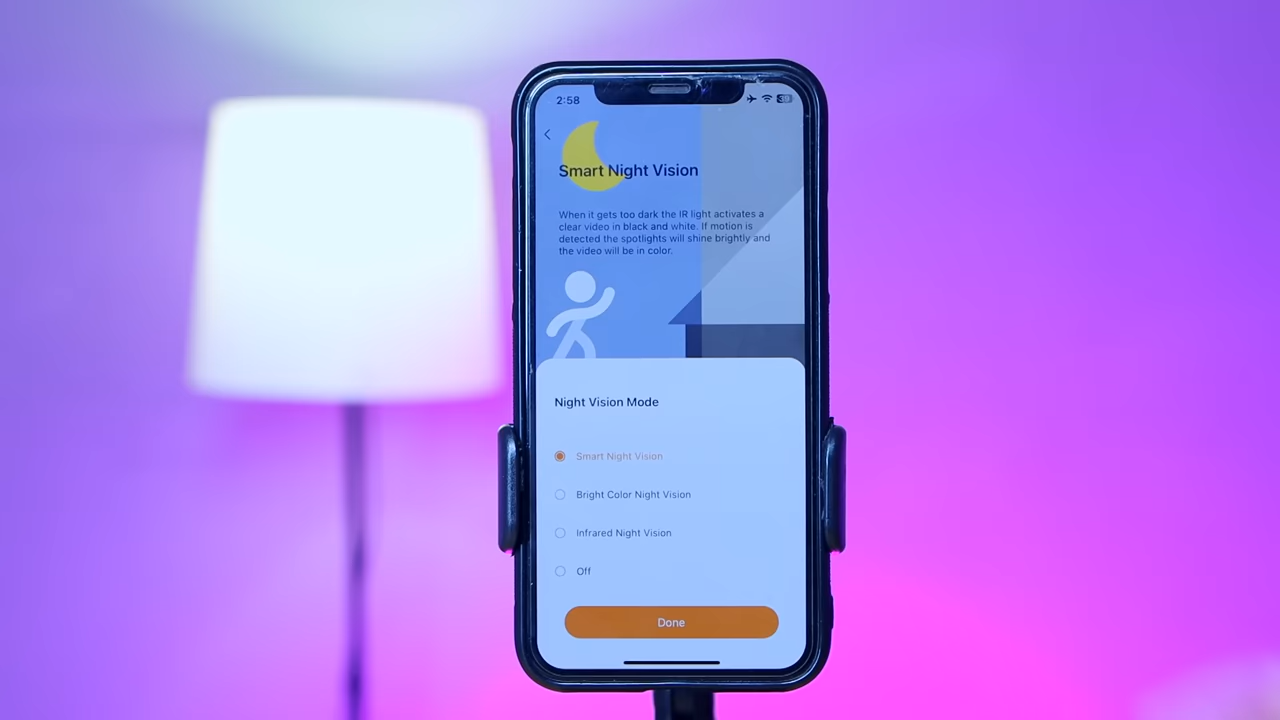 2:58
39
Smart Night Vision
When it gets too dark the IR light activates a
clear video in black and white. If motion is
detected the spotlights will shine brightly and
the video will be in color.
Night Vision Mode
Smart Night Vision
Bright Color Night Vision
Infrared Night Vision
Off
Done